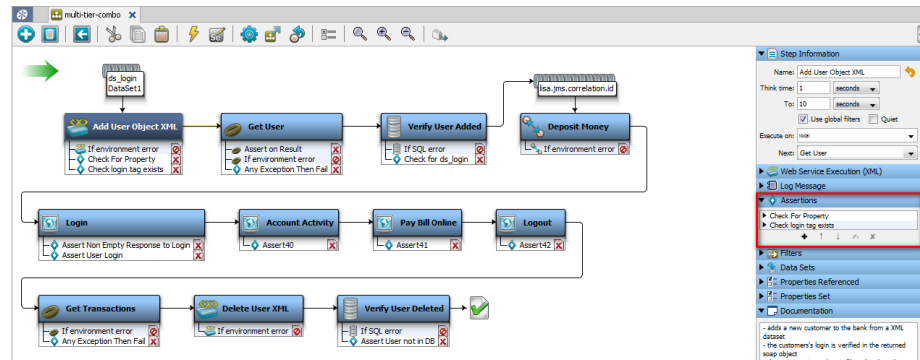 multi-tier-combo
ds_login
DataSet1
lisa.jms.correlation.id
Add User Object XML
If environment error
Check For Property
Check login tag exists
Get User
Assert on Result
If environment error
Any Exception Then Fail
Verify User Added
If SQL error
Check for ds_login
Deposit Money
If environment error
Login
Assert Non Empty Response to Login
Assert User Login
Account Activity
Assert40
Pay Bill Online
Assert41
Logout
Assert42
Get Transactions
If environment error
Any Exception Then Fail
Delete User XML
If environment error
Verify User Deleted
If SQL error
Assert User not in DB
Step Information
Name: Add User Object XML
Think time: 1 seconds
To: 10 seconds
Use global filters Quiet
Execute on: local
Next: Get User
Web Service Execution (XML)
Log Message
Assertions
Check For Property
Check login tag exists
Filters
Data Sets
Properties Referenced
Properties Set
Documentation
- adds a new customer to the bank from a XML
dataset
- the customers's login is verified in the returned
soap object